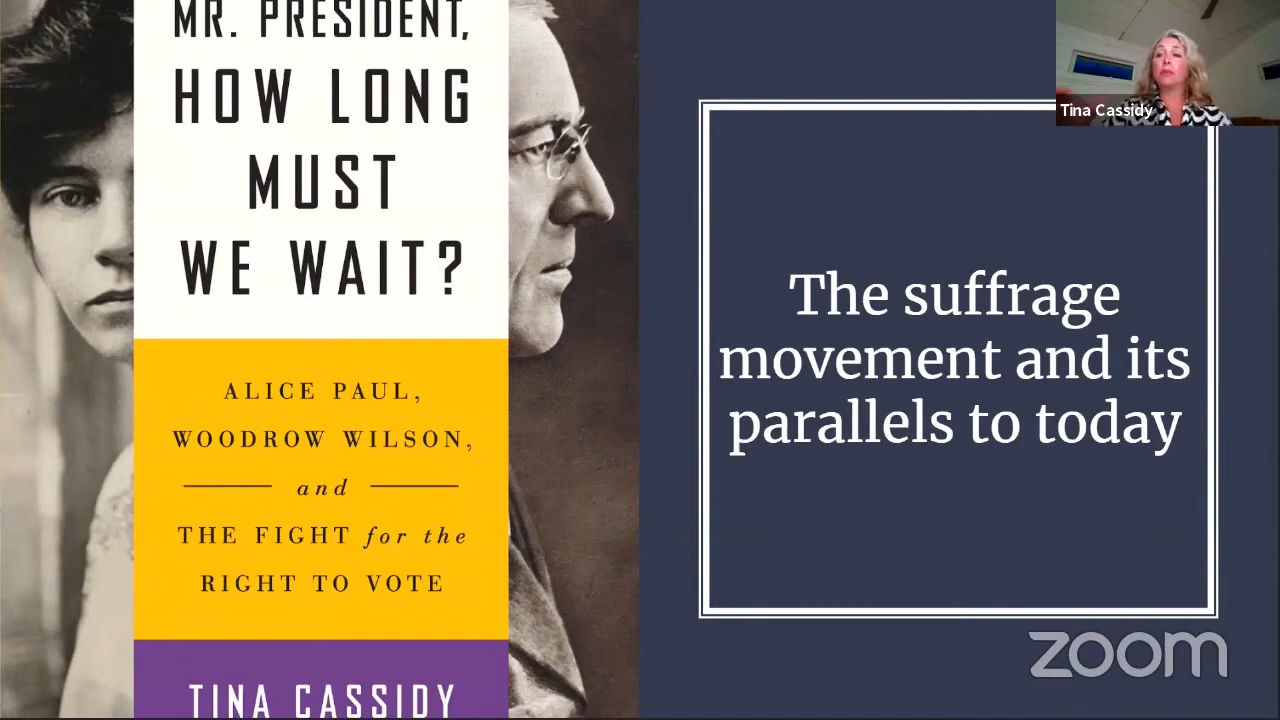 MR. PRESIDENT,
HOW LONG
MUST
WE WAIT?
ALICE PAUL,
WOODROW WILSON,
and
THE FIGHT for the
RIGHT TO VOTE
TINA CASSIDY
The suffrage
movement and its
parallels to today
Tina Cassidy
zoom